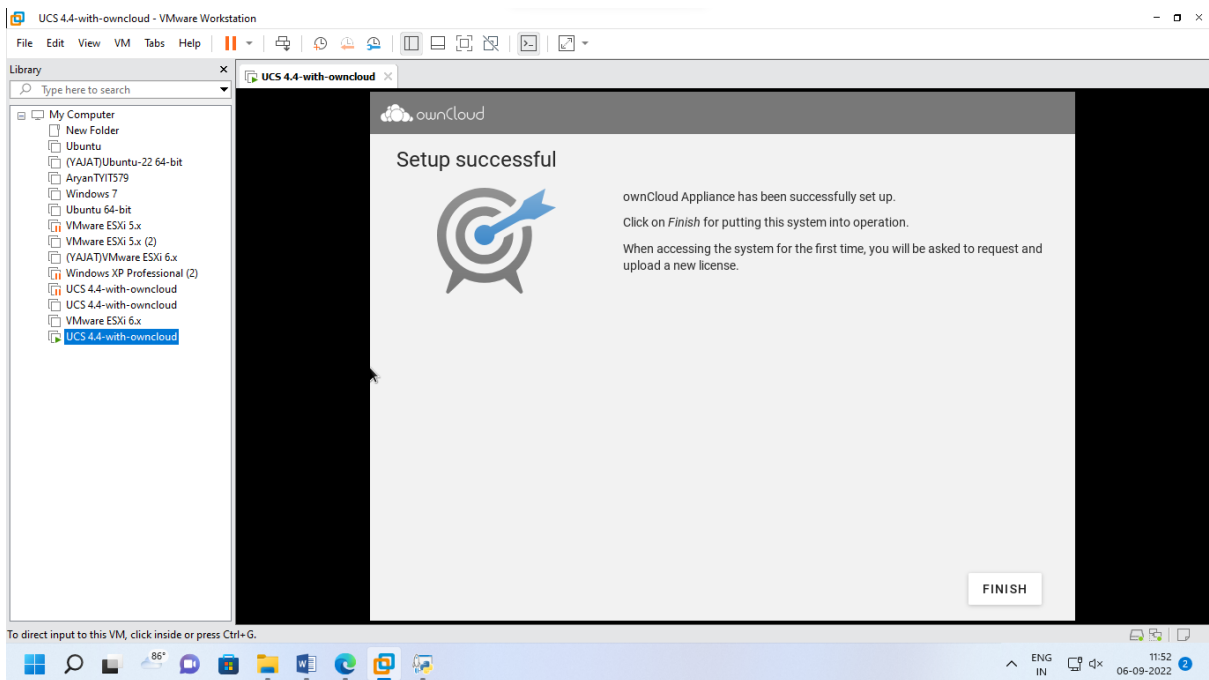 UCS 4.4-with-owncloud - VMware Workstation
File Edit View VM Tabs Help
Library
Type here to search
My Computer
New Folder
Ubuntu
(YAJAT)Ubuntu-22 64-bit
AryanTYIT579
Windows 7
Ubuntu 64-bit
VMware ESXi 5.x
VMware ESXi 5.x (2)
(YAJAT)VMware ESXi 6.x
Windows XP Professional (2)
UCS 4.4-with-owncloud
UCS 4.4-with-owncloud
VMware ESXi 6.x
UCS 4.4-with-owncloud
UCS 4.4-with-owncloud
ownCloud
Setup successful
ownCloud Appliance has been successfully set up.
Click on Finish for putting this system into operation.
When accessing the system for the first time, you will be asked to request and
upload a new license.
FINISH
To direct input to this VM, click inside or press Ctrl+G.
86°
ENG
IN
11:52
06-09-2022
2